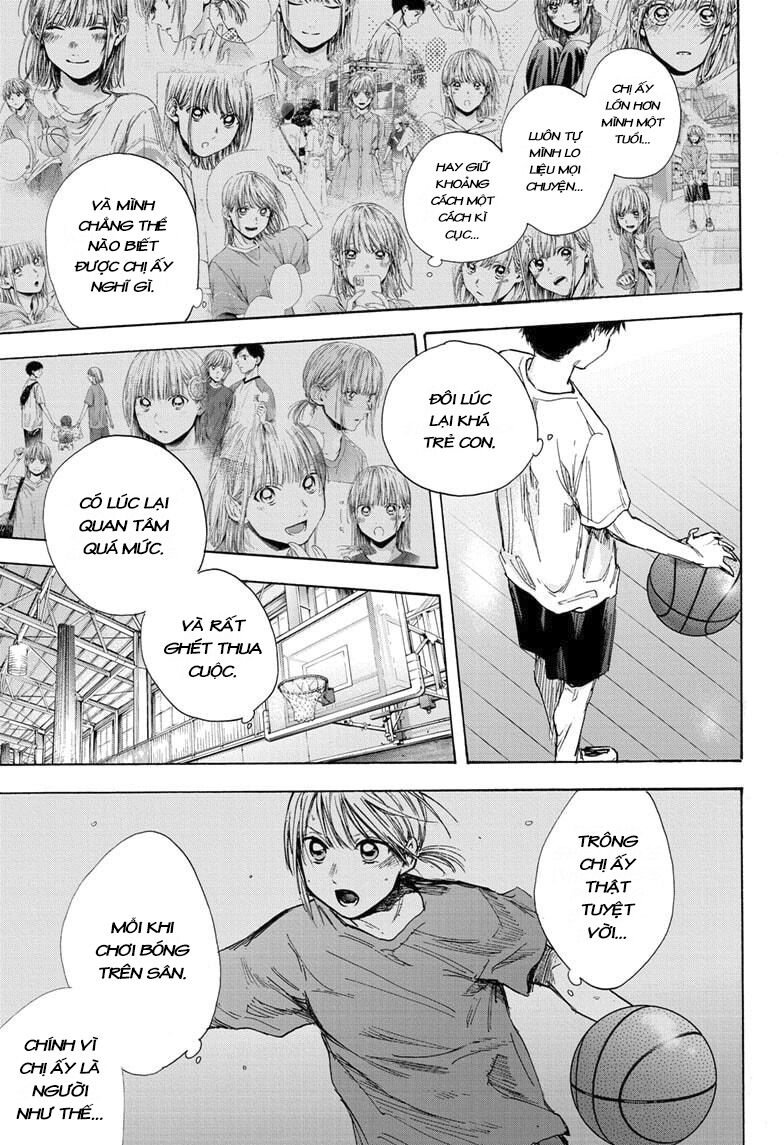 CHỊ ẤY
LỚN HƠN
MÌNH MỘT
TUỔI...
LUÔN TỰ
MÌNH LO
LIỆU MỌI
CHUYỆN...
HAY GIỮ
KHOẢNG
CÁCH MỘT
CÁCH KÌ
CỤC...
VÀ MÌNH
CHẲNG THỂ
NÀO BIẾT
ĐƯỢC CHỊ ẤY
NGHĨ GÌ.
ĐÔI LÚC
LẠI KHÁ
TRẺ CON.
CÓ LÚC LẠI
QUAN TÂM
QUÁ MỨC.
VÀ RẤT
GHÉT THUA
CUỘC.
TRÔNG
CHỊ ẤY
THẬT
TUYỆT
VỜI...
MỖI KHI
CHƠI BÓNG
TRÊN SÂN.
CHÍNH VÌ
CHỊ ẤY LÀ
NGƯỜI
NHƯ THẾ...